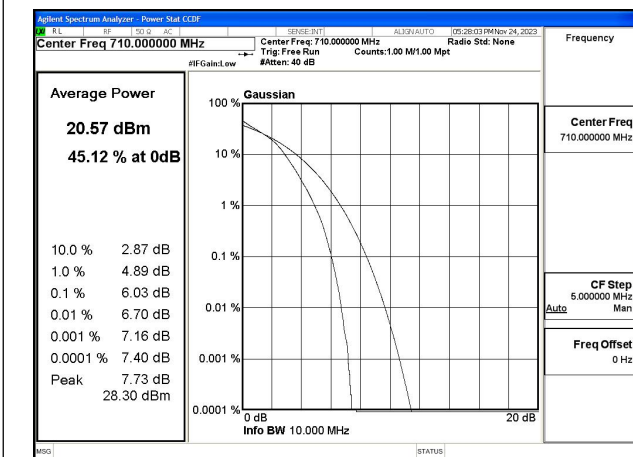 Agilent Spectrum Analyzer - Power Stat CCDF
RL RF 50 Ω AC SENSE:INT ALIGN AUTO 05:28:03 PM Nov 24, 2023
Center Freq 710.000000 MHz
Center Freq: 710.000000 MHz Radio Std: None
Trig: Free Run Counts:1.00 M/1.00 Mpt
#IFGain:Low #Atten: 40 dB
Frequency
Average Power
20.57 dBm
45.12 % at 0dB
10.0 % 2.87 dB
1.0 % 4.89 dB
0.1 % 6.03 dB
0.01 % 6.70 dB
0.001 % 7.16 dB
0.0001 % 7.40 dB
Peak 7.73 dB
28.30 dBm
Gaussian
100 %
10 %
1 %
0.1 %
0.01 %
0.001 %
0.0001 %
0 dB 20 dB
Info BW 10.000 MHz
Center Freq
710.000000 MHz
CF Step
5.000000 MHz
Auto Man
Freq Offset
0 Hz
MSG STATUS